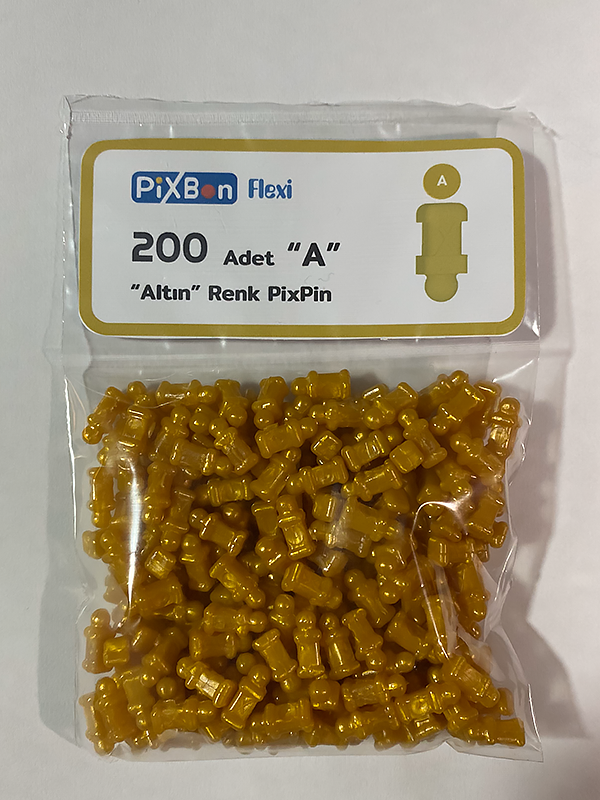 PiXBon Flexi
A
200 Adet “A”
“Altın” Renk PixPin